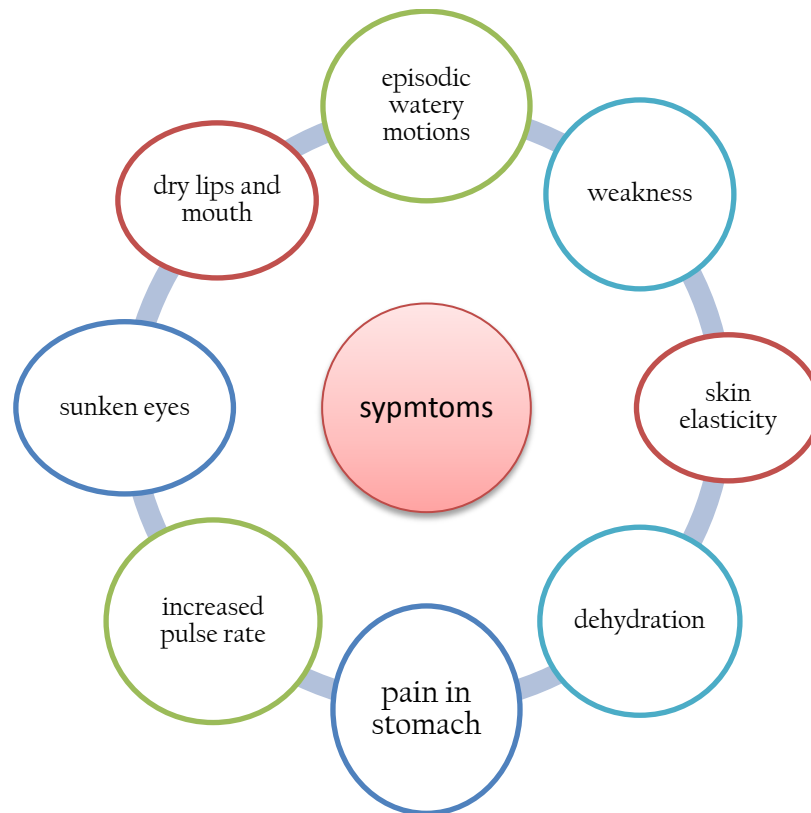 episodic
watery
motions
weakness
dry lips and
mouth
skin
elasticity
sunken eyes
sypmtoms
dehydration
increased
pulse rate
pain in
stomach